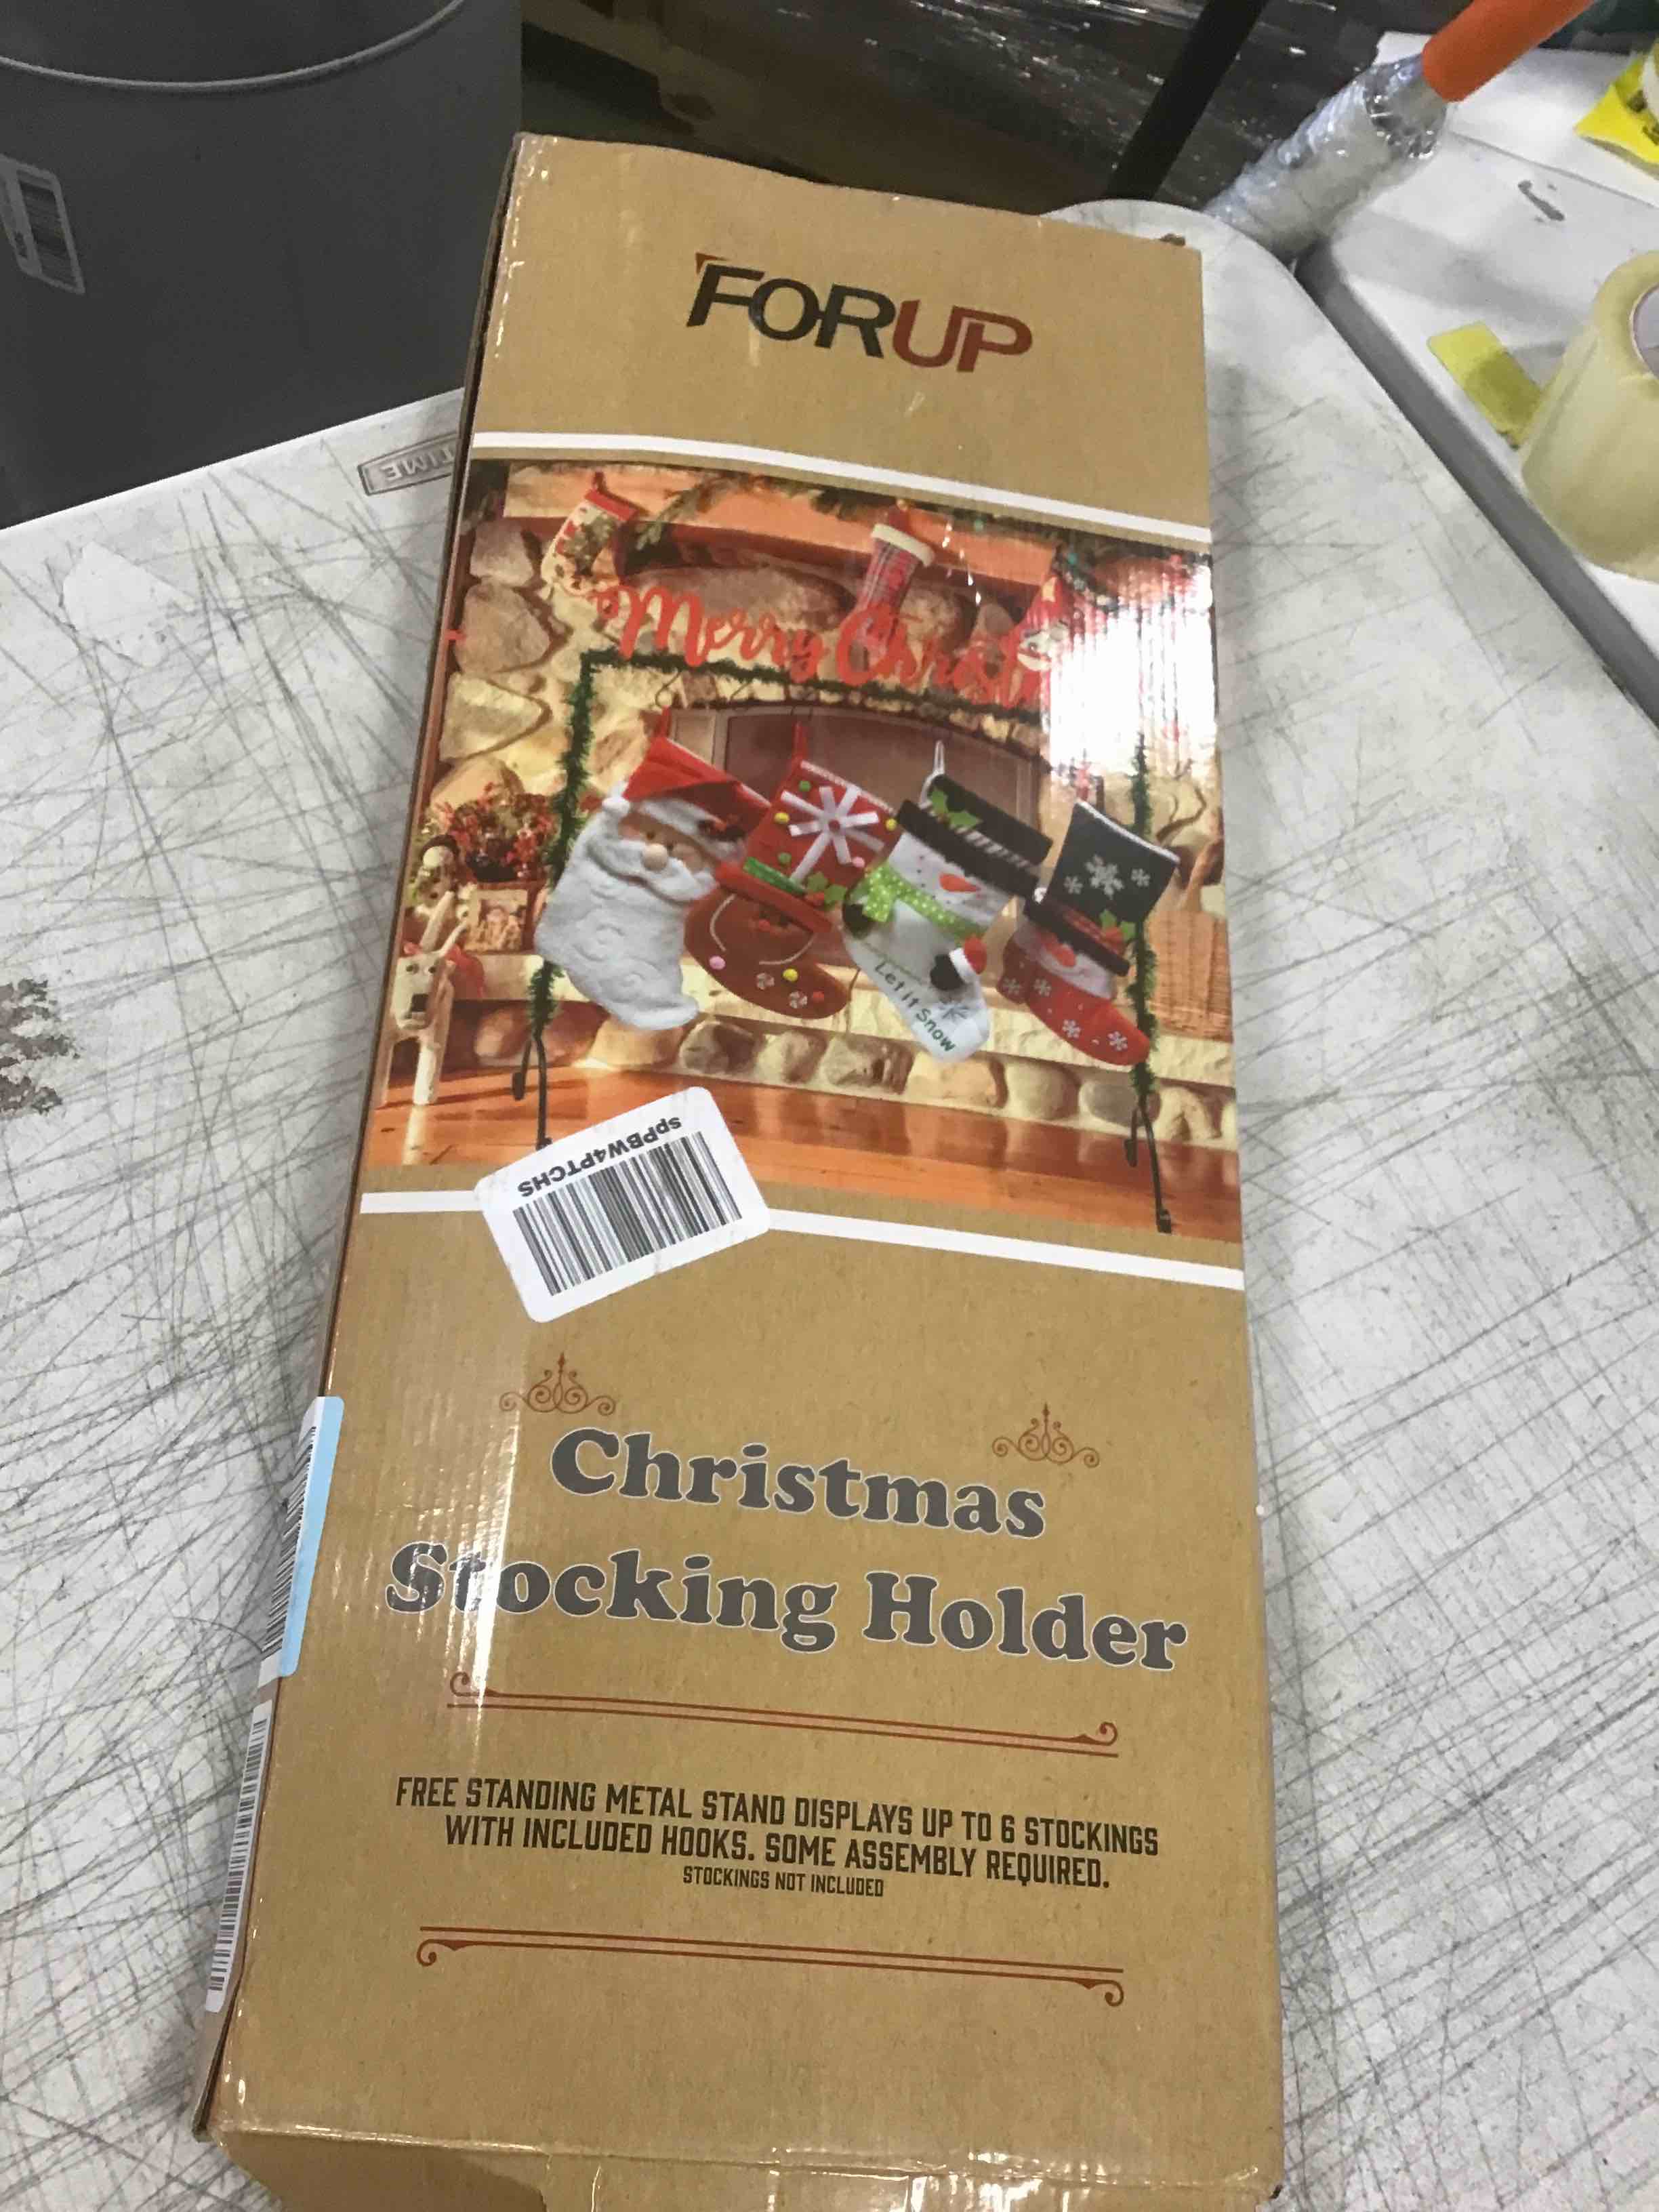 FORUP
TIME
Merry Christ
Let it Snow
spPBW4PTCHS
Christmas
Stocking Holder
FREE STANDING METAL STAND DISPLAYS UP TO 6 STOCKINGS
WITH INCLUDED HOOKS. SOME ASSEMBLY REQUIRED.
STOCKINGS NOT INCLUDED